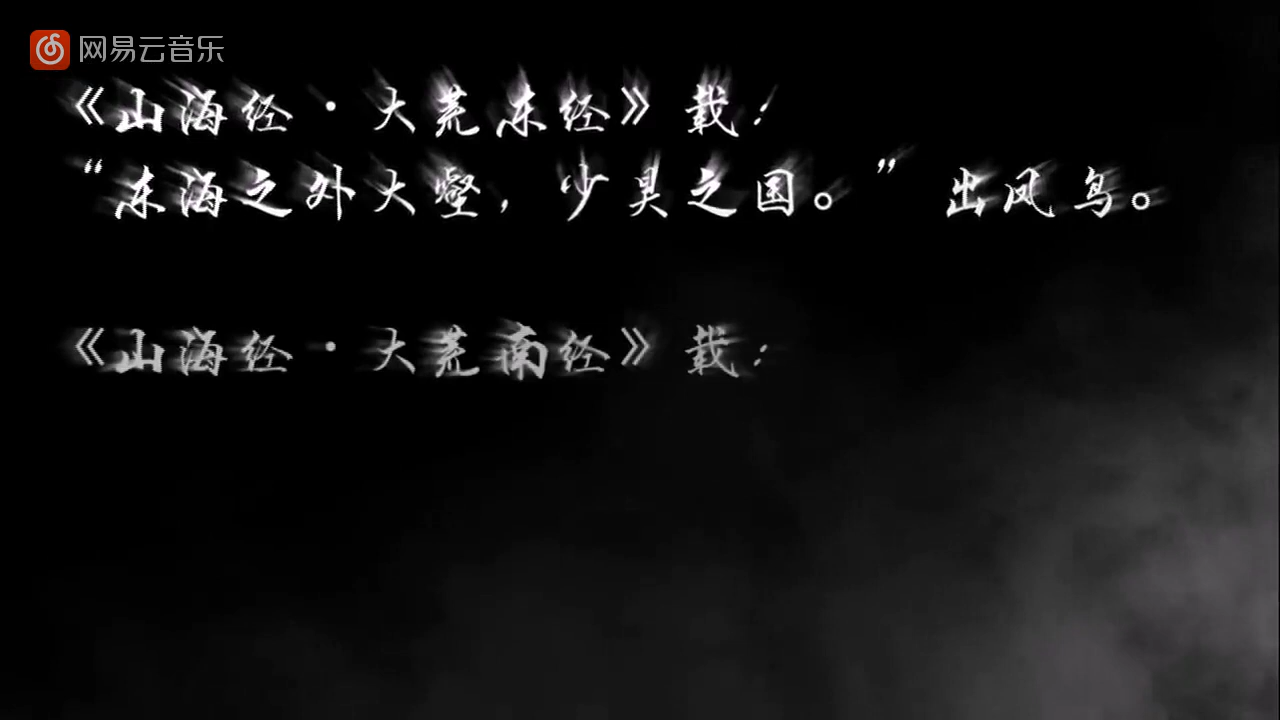 网易云音乐
《山海经·大荒东经》载：
“东海之外大壑，少昊之国。” 出凤鸟。
《山海经·大荒南经》载：